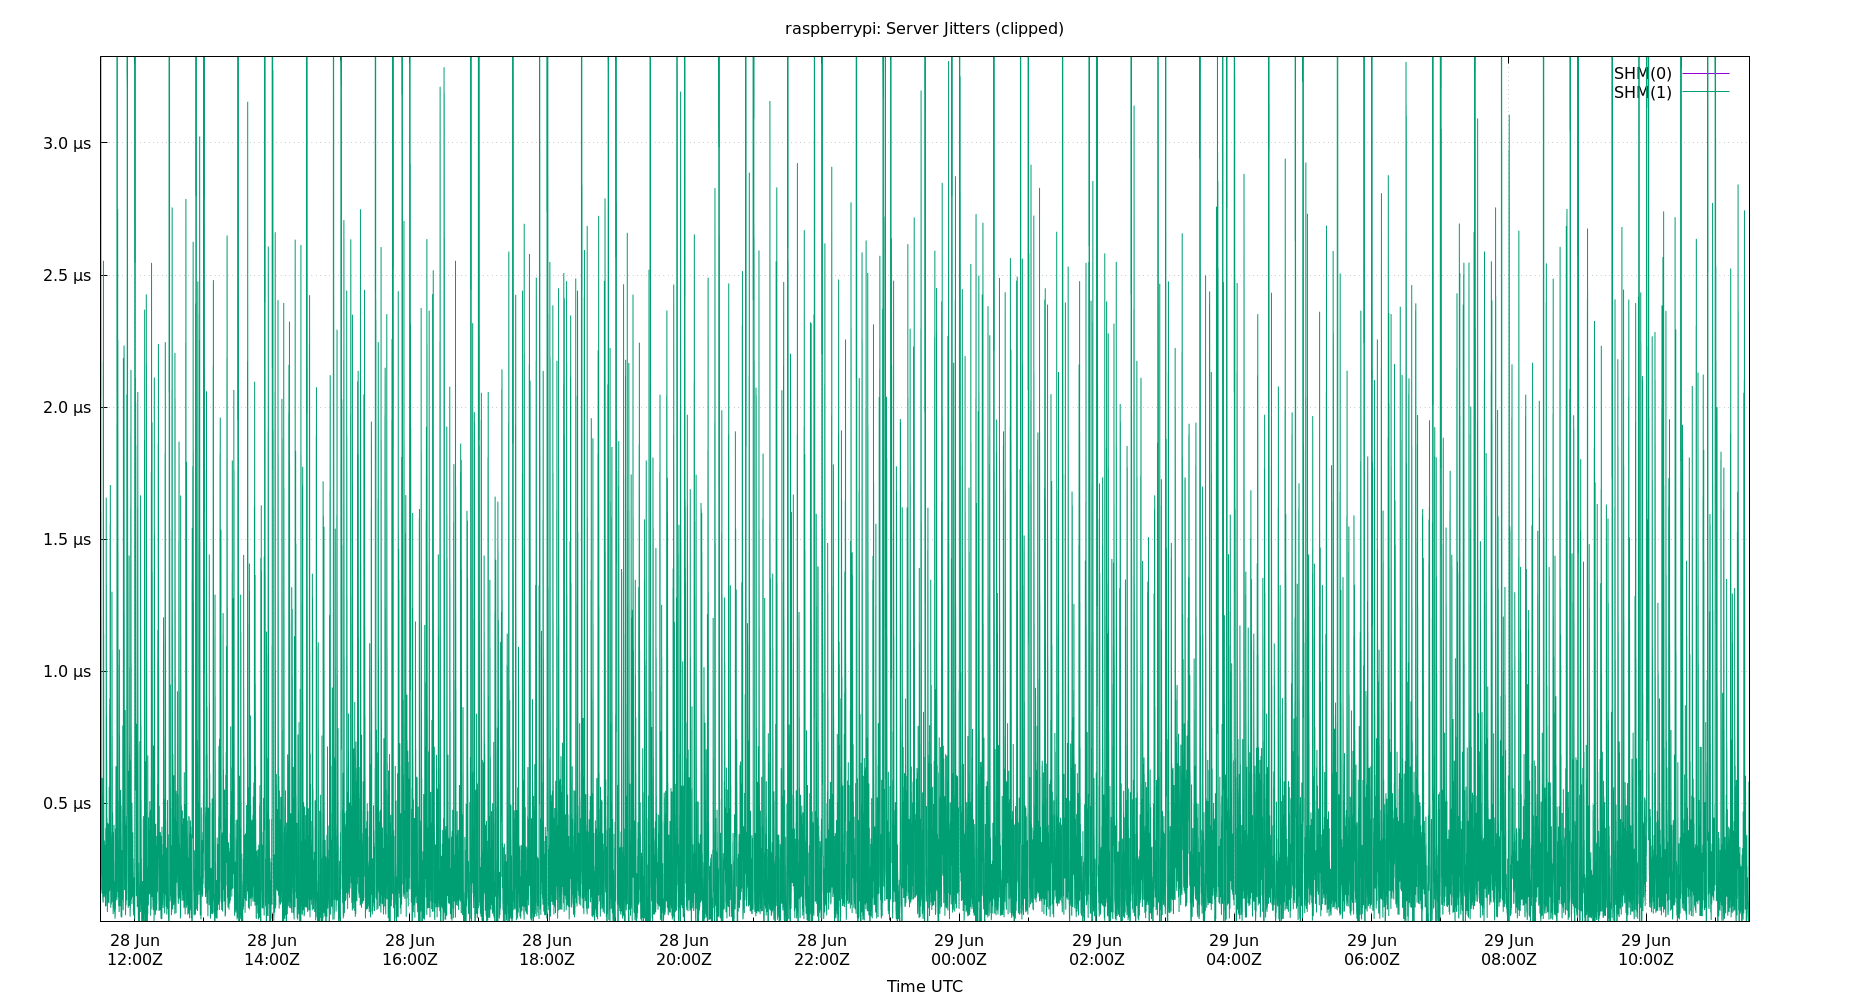 raspberrypi: Server Jitters (clipped)
SHM(0)
SHM(1)
3.0 µs
2.5 µs
2.0 µs
1.5 µs
1.0 µs
0.5 µs
28 Jun 28 Jun 28 Jun 28 Jun 28 Jun 28 Jun 29 Jun 29 Jun 29 Jun 29 Jun 29 Jun 29 Jun
12:00Z 14:00Z 16:00Z 18:00Z 20:00Z 22:00Z 00:00Z 02:00Z 04:00Z 06:00Z 08:00Z 10:00Z
Time UTC